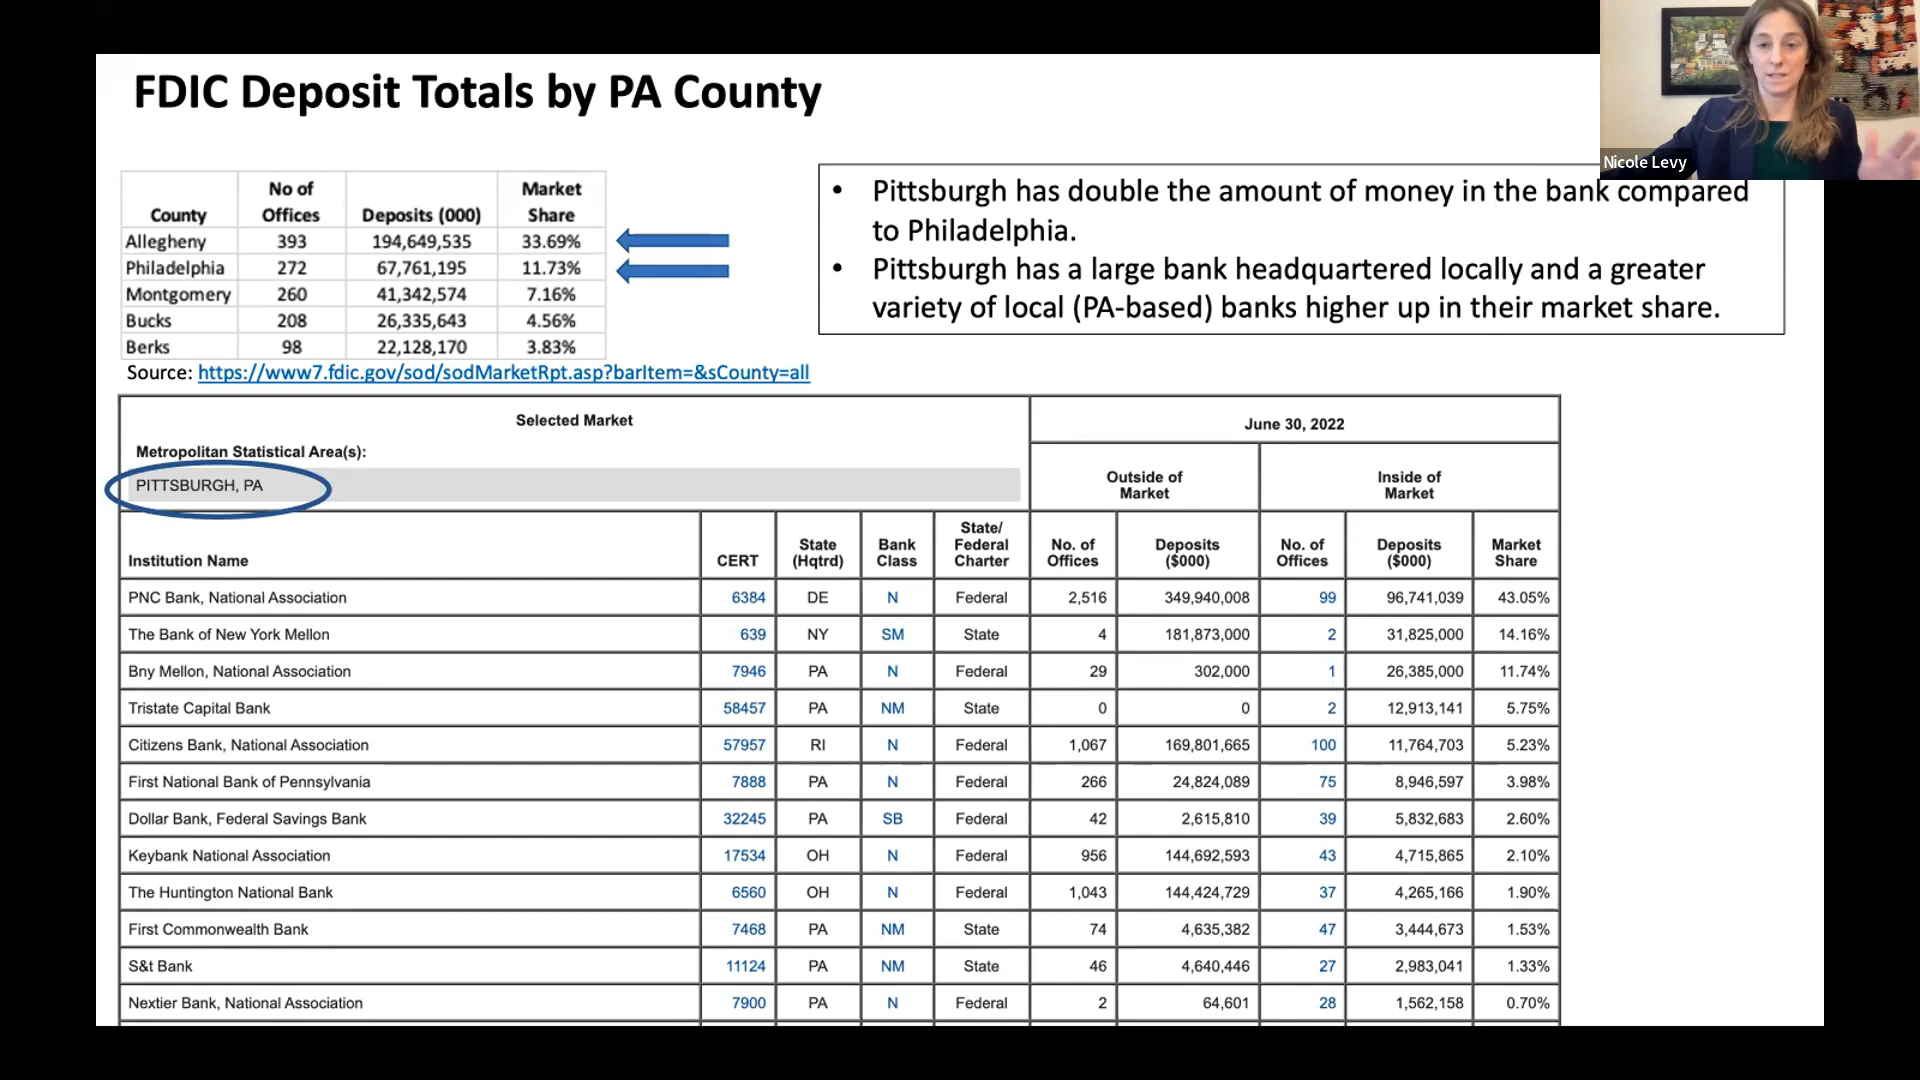 FDIC Deposit Totals by PA County
Nicole Levy
County No of Offices Deposits (000) Market Share
Allegheny 393 194,649,535 33.69%
Philadelphia 272 67,761,195 11.73%
Montgomery 260 41,342,574 7.16%
Bucks 208 26,335,643 4.56%
Berks 98 22,128,170 3.83%
Source: https://www7.fdic.gov/sod/sodMarketRpt.asp?barItem=&sCounty=all
• Pittsburgh has double the amount of money in the bank compared
to Philadelphia.
• Pittsburgh has a large bank headquartered locally and a greater
variety of local (PA-based) banks higher up in their market share.
Selected Market
June 30, 2022
Metropolitan Statistical Area(s):
PITTSBURGH, PA
Outside of Market
Inside of Market
Institution Name CERT State (Hqtrd) Bank Class State/ Federal Charter No. of Offices Deposits ($000) No. of Offices Deposits ($000) Market Share
PNC Bank, National Association 6384 DE N Federal 2,516 349,940,008 99 96,741,039 43.05%
The Bank of New York Mellon 639 NY SM State 4 181,873,000 2 31,825,000 14.16%
Bny Mellon, National Association 7946 PA N Federal 29 302,000 1 26,385,000 11.74%
Tristate Capital Bank 58457 PA NM State 0 0 2 12,913,141 5.75%
Citizens Bank, National Association 57957 RI N Federal 1,067 169,801,665 100 11,764,703 5.23%
First National Bank of Pennsylvania 7888 PA N Federal 266 24,824,089 75 8,946,597 3.98%
Dollar Bank, Federal Savings Bank 32245 PA SB Federal 42 2,615,810 39 5,832,683 2.60%
Keybank National Association 17534 OH N Federal 956 144,692,593 43 4,715,865 2.10%
The Huntington National Bank 6560 OH N Federal 1,043 144,424,729 37 4,265,166 1.90%
First Commonwealth Bank 7468 PA NM State 74 4,635,382 47 3,444,673 1.53%
S&t Bank 11124 PA NM State 46 4,640,446 27 2,983,041 1.33%
Nextier Bank, National Association 7900 PA N Federal 2 64,601 28 1,562,158 0.70%